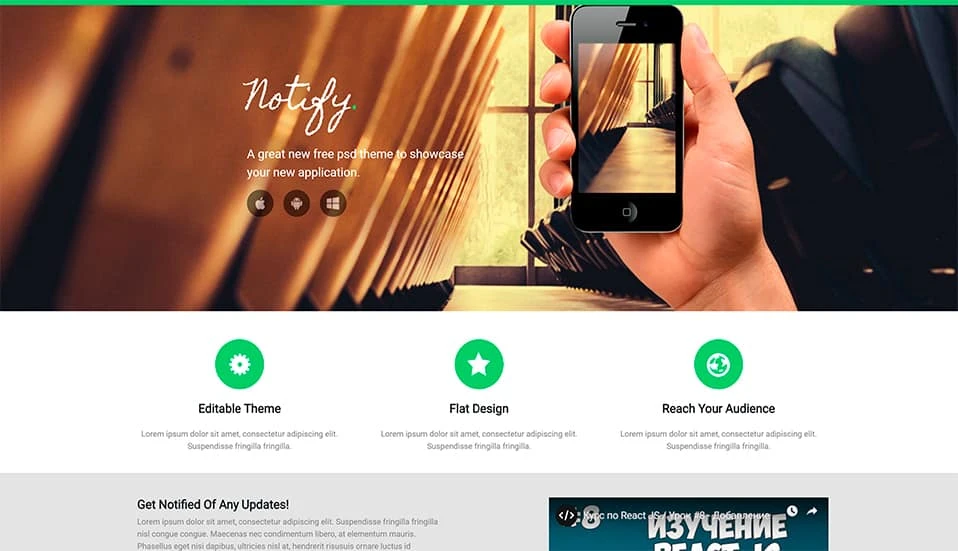 Notify.
A great new free psd theme to showcase
your new application.
Editable Theme
Lorem ipsum dolor sit amet, consectetur adipiscing elit.
Suspendisse fringilla fringilla.
Flat Design
Lorem ipsum dolor sit amet, consectetur adipiscing elit.
Suspendisse fringilla fringilla.
Reach Your Audience
Lorem ipsum dolor sit amet, consectetur adipiscing elit.
Suspendisse fringilla fringilla.
Get Notified Of Any Updates!
Lorem ipsum dolor sit amet, consectetur adipiscing elit. Suspendisse fringilla fringilla
nisl congue congue. Maecenas nec condimentum libero, at elementum mauris.
Phasellus eget nisi dapibus, ultricies nisl at, hendrerit risusuis ornare luctus id
#8
Курс по React JS / Урок #8 - Добавление
ИЗУЧЕНИЕ
REACT JS